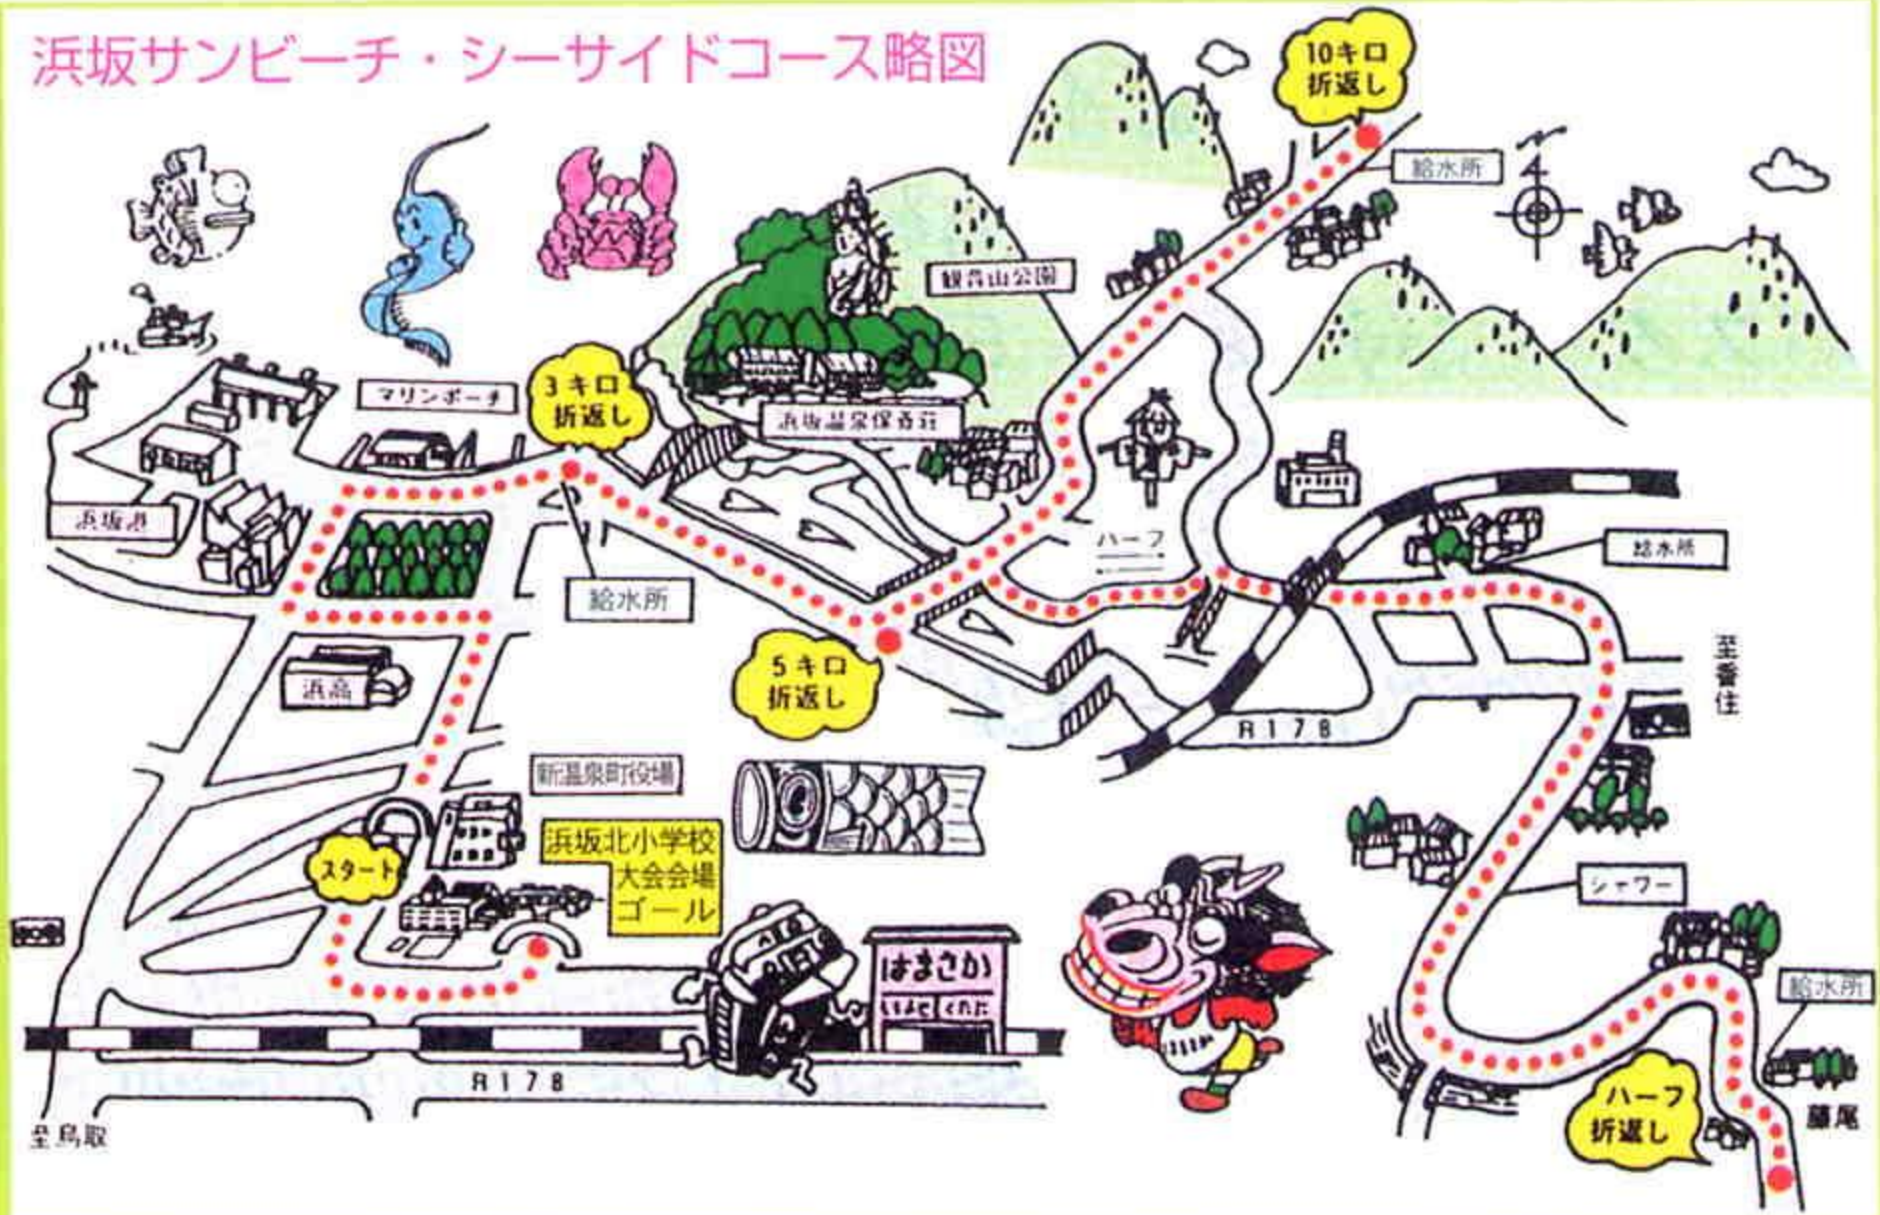 浜坂サンビーチ・シーサイドコース略図
10キロ
折返し
給水所
観音山公園
マリンポーチ
3キロ
折返し
浜坂温泉保養荘
浜坂港
ハーフ
給水所
給水所
5キロ
折返し
至香住
浜高
R178
新温泉町役場
浜坂北小学校
大会会場
ゴール
スタート
シャワー
はまさか
給水所
R178
ハーフ
折返し
藤尾
至鳥取